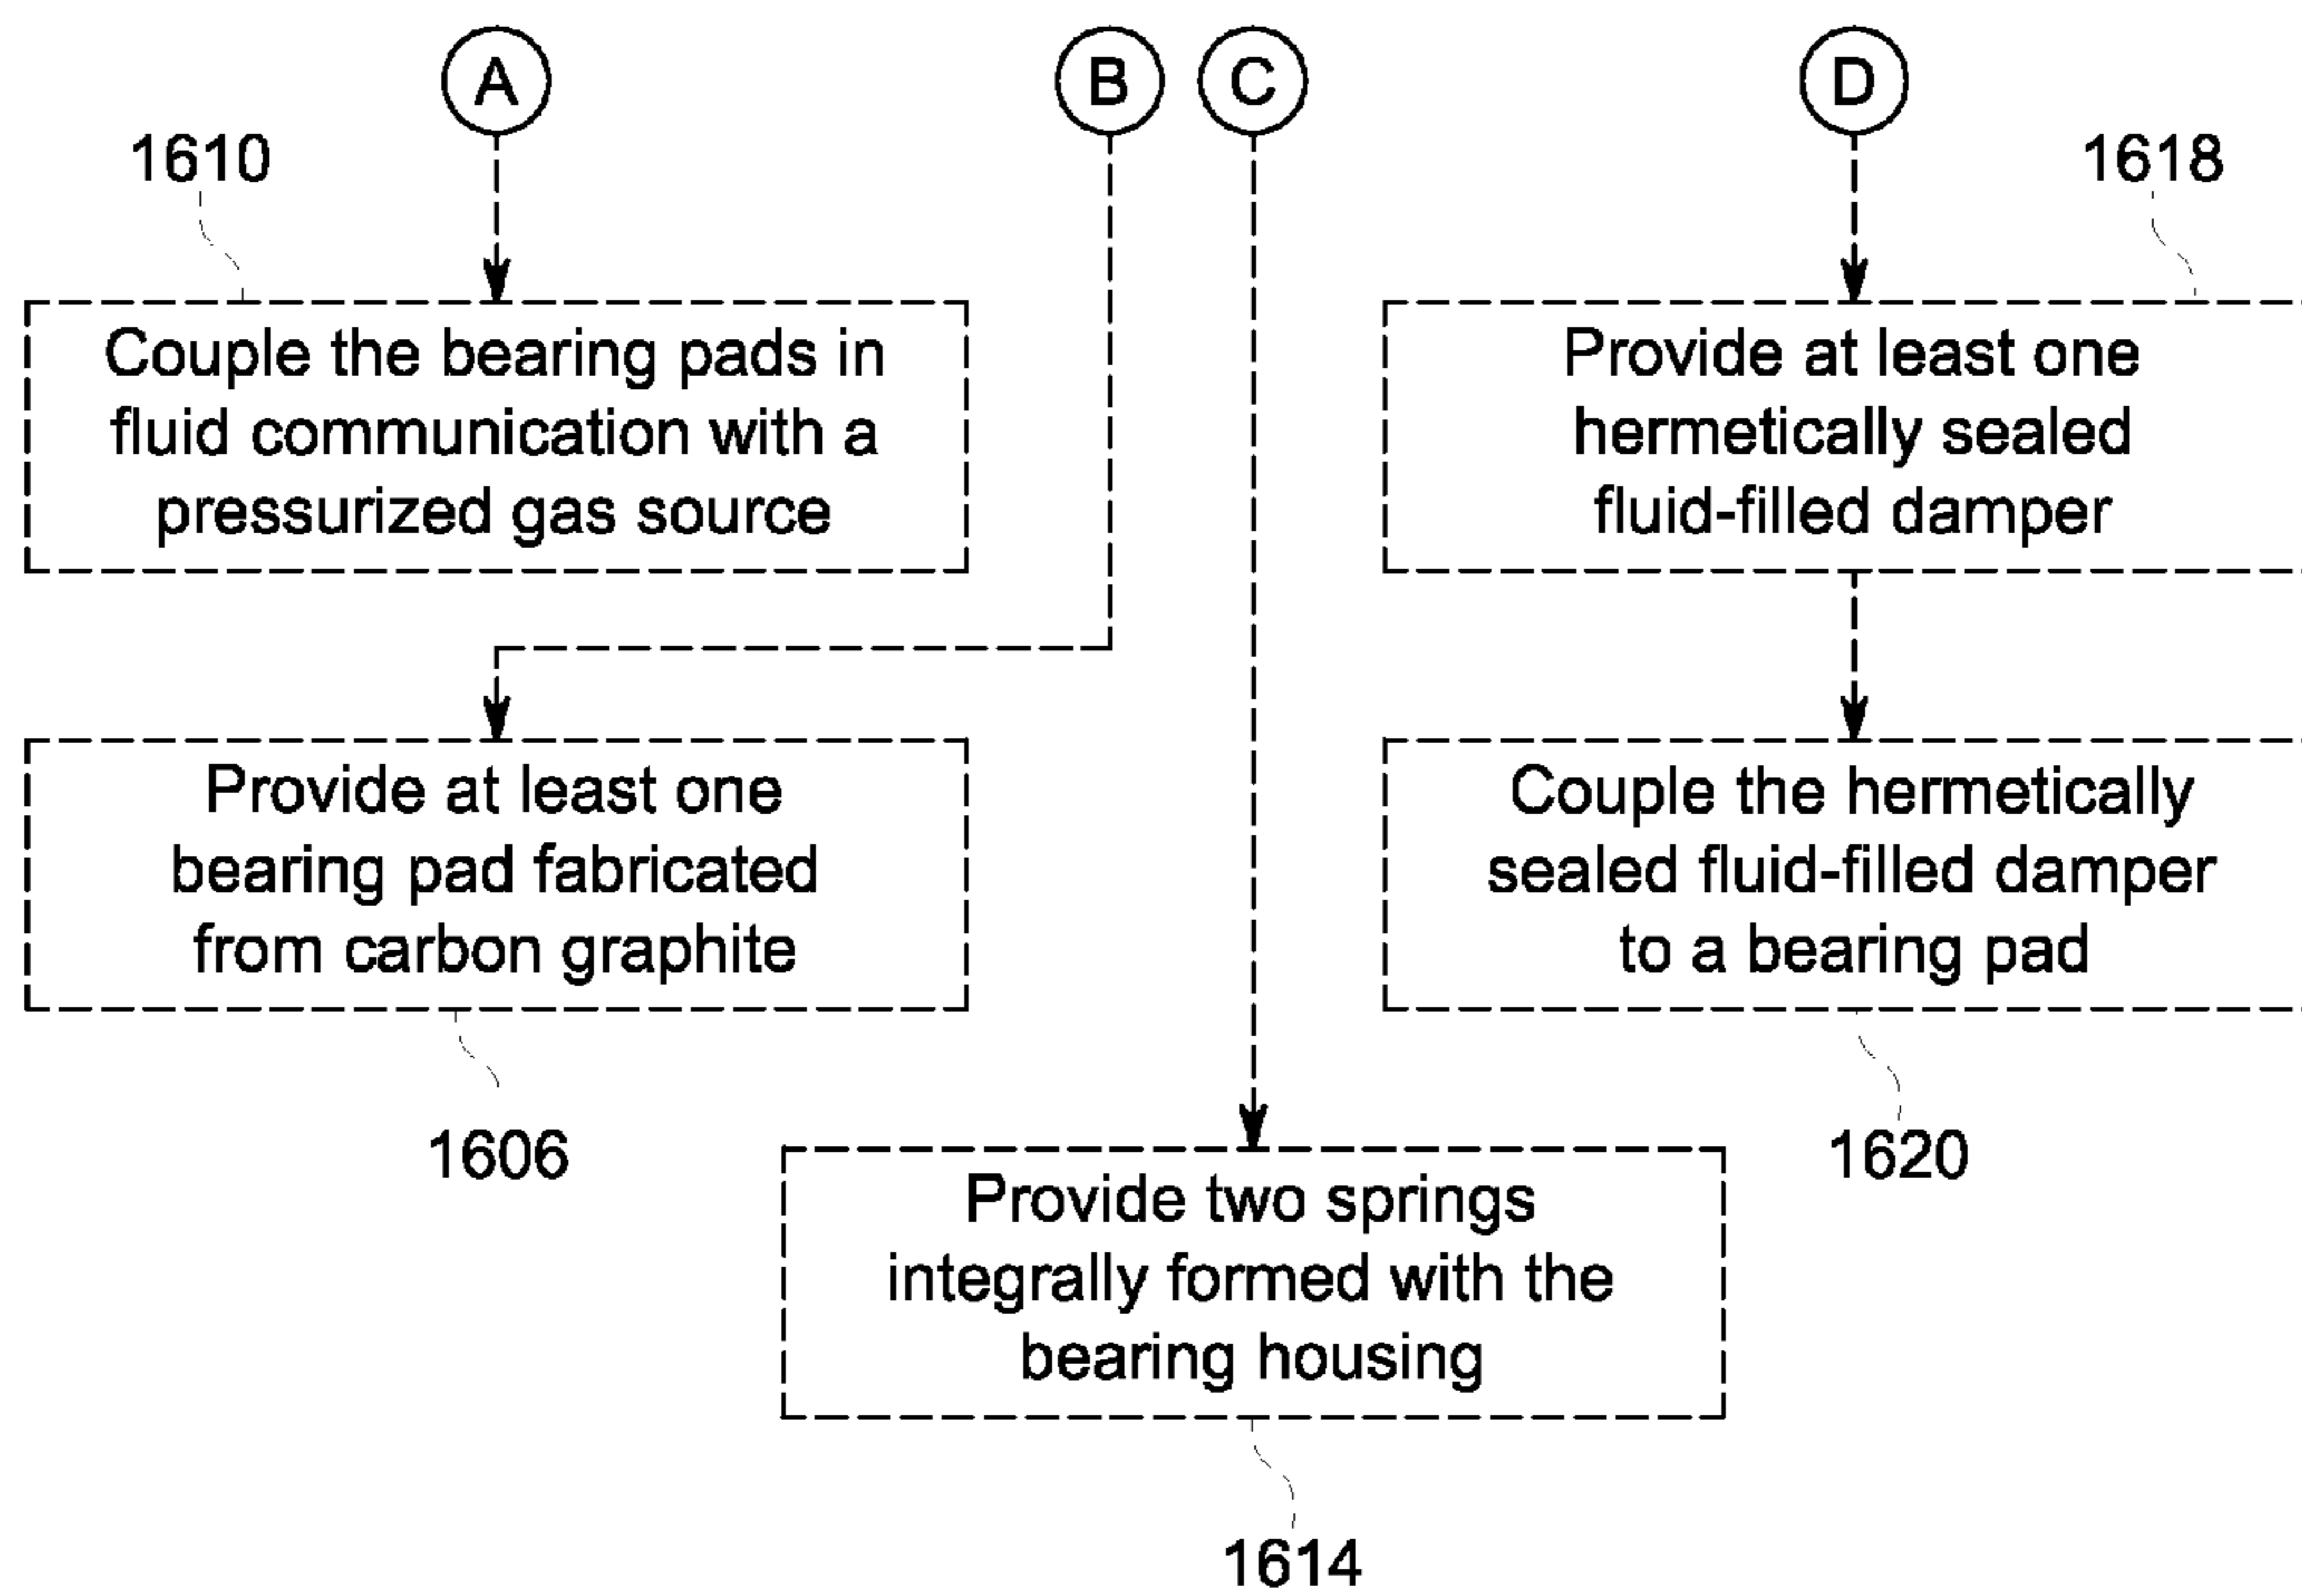 A
B
C
D
1610
1618
Couple the bearing pads in
fluid communication with a
pressurized gas source
Provide at least one
hermetically sealed
fluid-filled damper
Provide at least one
bearing pad fabricated
from carbon graphite
Couple the hermetically
sealed fluid-filled damper
to a bearing pad
1606
1620
Provide two springs
integrally formed with the
bearing housing
1614